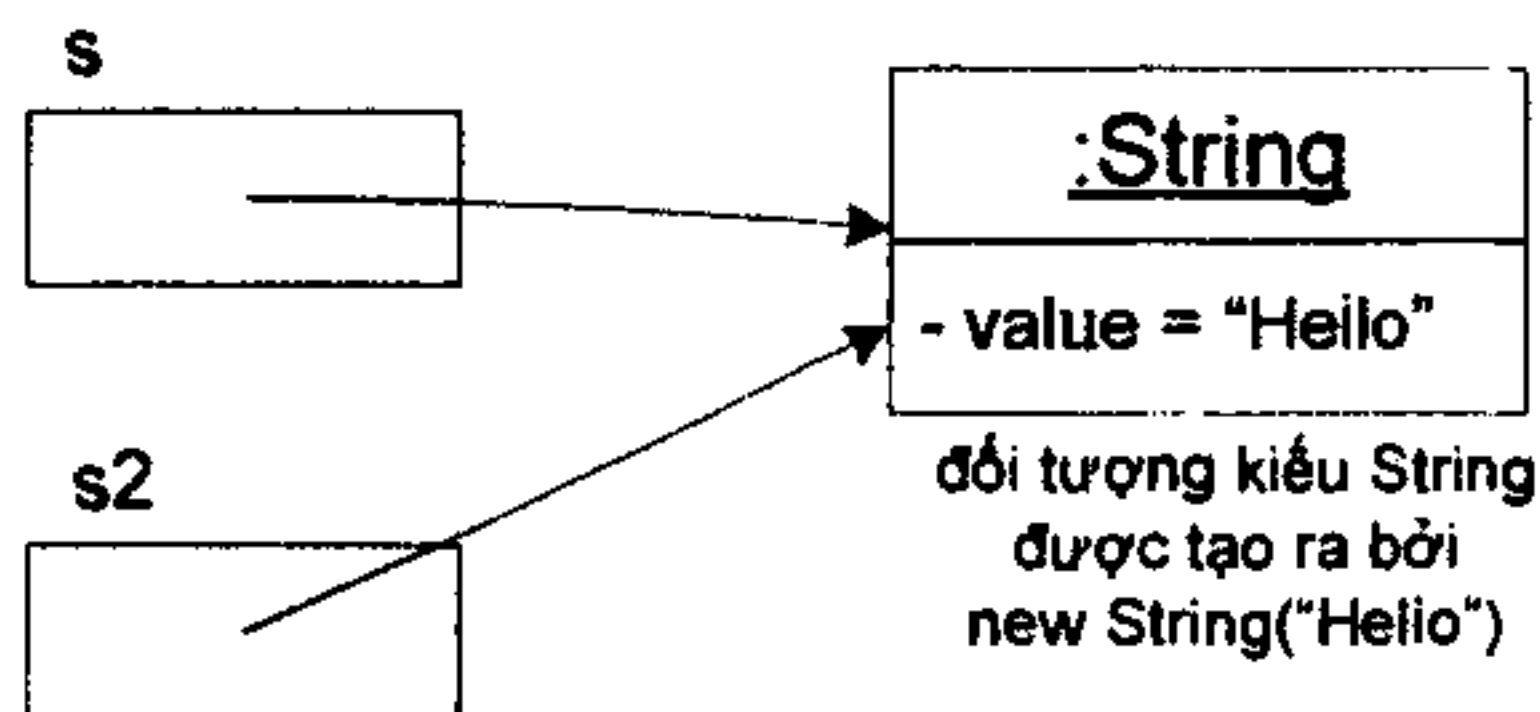 s
:String
- value = “Hello”
s2
đối tượng kiểu String
được tạo ra bởi
new String(“Hello“)